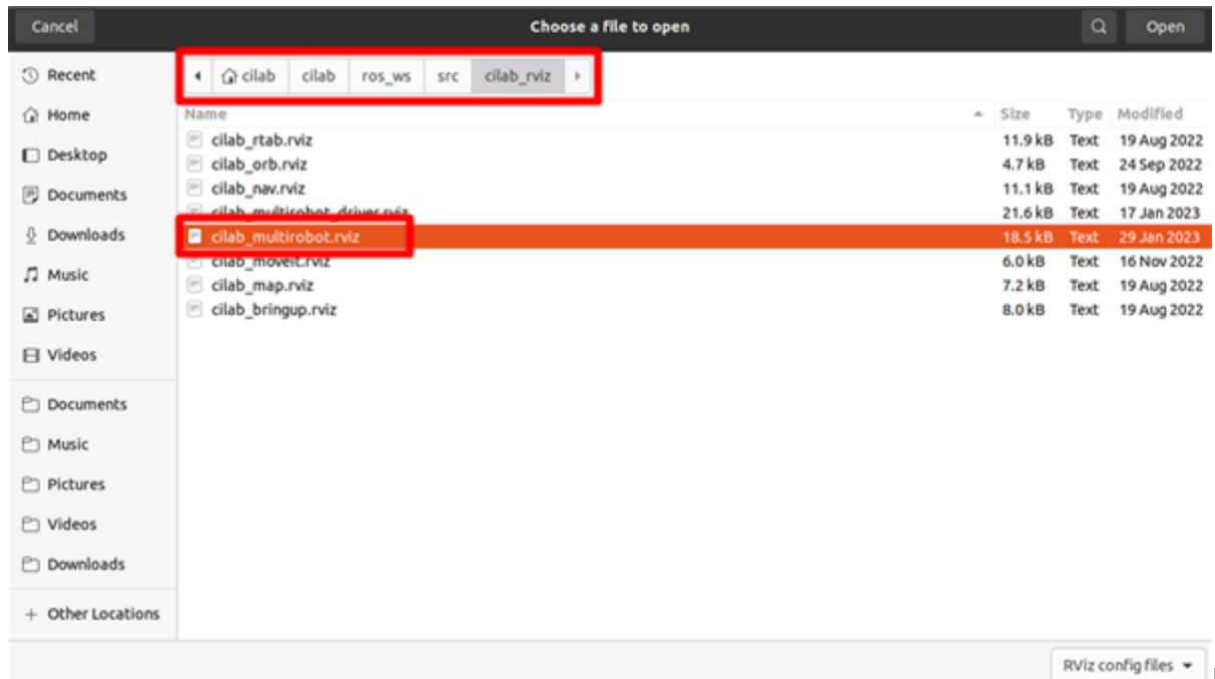 Cancel Choose a file to open Open
Recent
Home
Desktop
Documents
Downloads
Music
Pictures
Videos
Documents
Music
Pictures
Videos
Downloads
+ Other Locations
cilab cilab ros_ws src cilab_rviz
Name Size Type Modified
cilab_rtab.rviz 11.9 kB Text 19 Aug 2022
cilab_orb.rviz 4.7 kB Text 24 Sep 2022
cilab_nav.rviz 11.1 kB Text 19 Aug 2022
cilab_multirobot_driver.rviz 21.6 kB Text 17 Jan 2023
cilab_multirobot.rviz 18.5 kB Text 29 Jan 2023
cilab_moveit.rviz 6.0 kB Text 16 Nov 2022
cilab_map.rviz 7.2 kB Text 19 Aug 2022
cilab_bringup.rviz 8.0 kB Text 19 Aug 2022
RViz config files